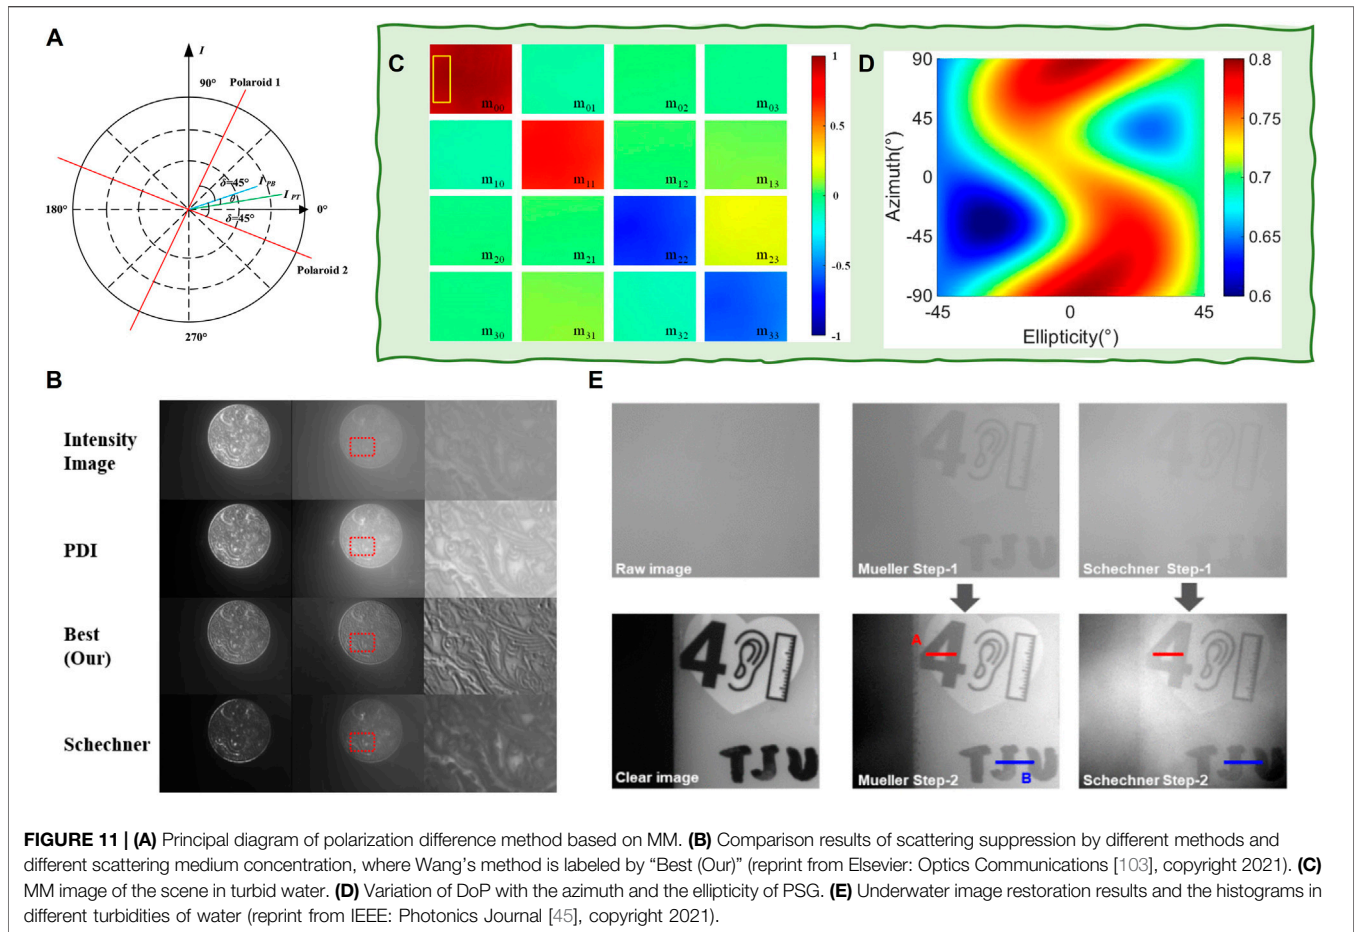 A
I
90°
Polaroid 1
δ=45°
I PB
θ
I PT
180°
0°
δ=45°
Polaroid 2
270°
C
m00
m01
m02
m03
m10
m11
m12
m13
m20
m21
m22
m23
m30
m31
m32
m33
1
0.5
0
-0.5
-1
D
90
45
0
-45
-90
Azimuth(°)
-45
0
45
Ellipticity(°)
0.8
0.75
0.7
0.65
0.6
B
Intensity
Image
PDI
Best
(Our)
Schechner
E
Raw image
Mueller Step-1
Schechner Step-1
4
TJU
4
TJU
Clear image
4
TJU
Mueller Step-2
A
4
TJU
B
Schechner Step-2
4
TJU
FIGURE 11 | (A) Principal diagram of polarization difference method based on MM. (B) Comparison results of scattering suppression by different methods and
different scattering medium concentration, where Wang’s method is labeled by “Best (Our)” (reprint from Elsevier: Optics Communications [103], copyright 2021). (C)
MM image of the scene in turbid water. (D) Variation of DoP with the azimuth and the ellipticity of PSG. (E) Underwater image restoration results and the histograms in
different turbidities of water (reprint from IEEE: Photonics Journal [45], copyright 2021).